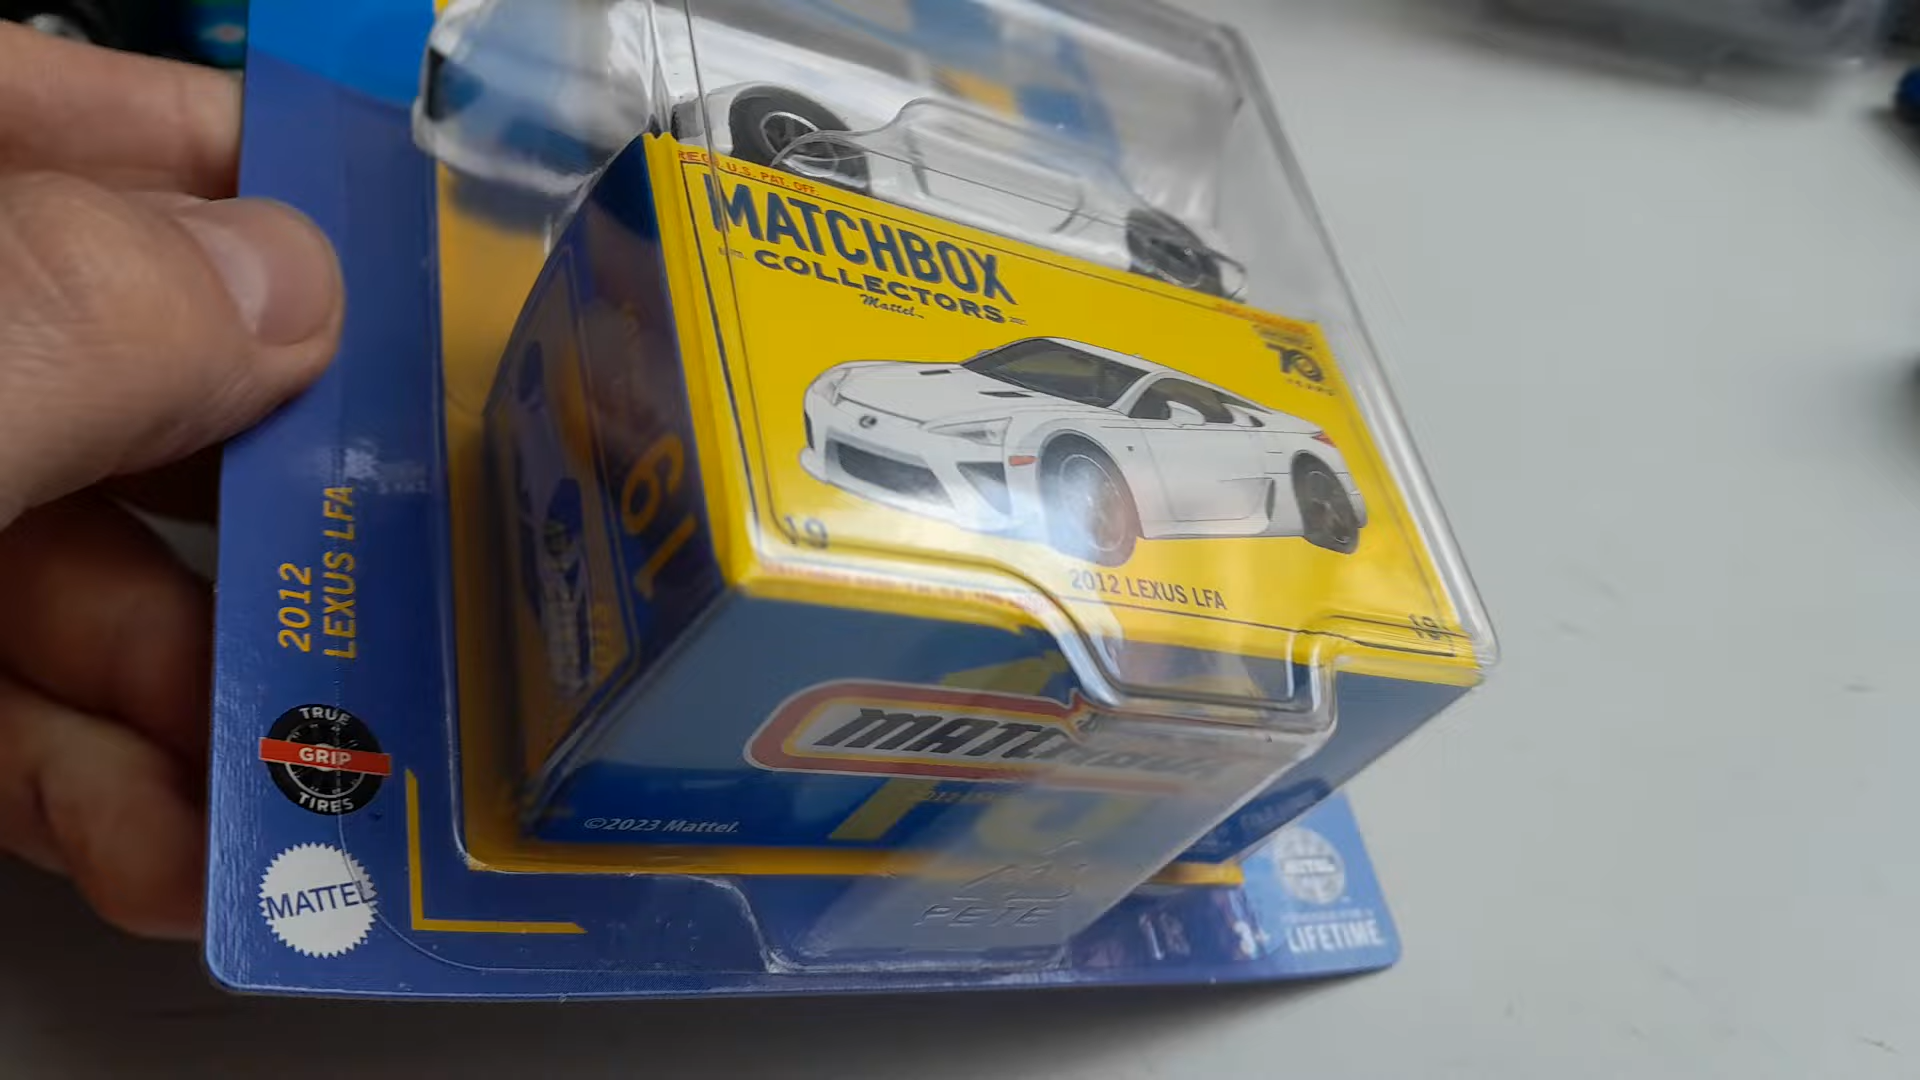 REG. U.S. PAT. OFF.
MATCHBOX
COLLECTORS
Mattel
70
YEARS
19
2012 LEXUS LFA
19
19
2012
LEXUS LFA
TRUE
GRIP
TIRES
MATTEL
MATCHBOX
©2023 Mattel.
PETE
3+
LIFETIME